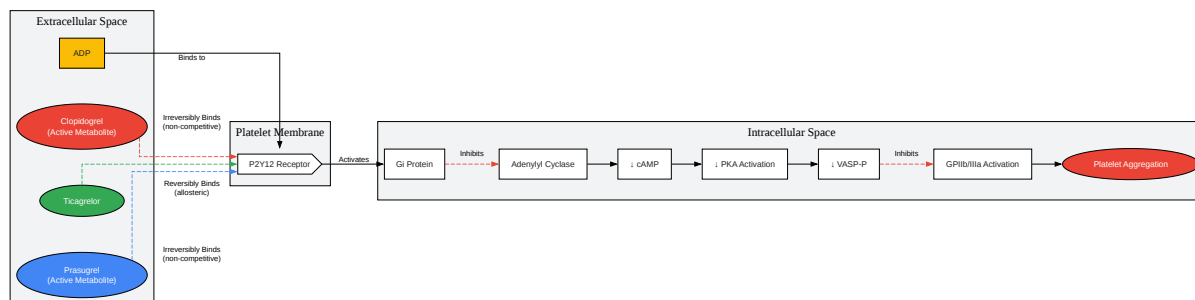 Extracellular Space
ADP
Binds to
Clopidogrel
(Active Metabolite)
Irreversibly Binds
(non-competitive)
Platelet Membrane
P2Y12 Receptor
Activates
Reversibly Binds
(allosteric)
Ticagrelor
Irreversibly Binds
(non-competitive)
Prasugrel
(Active Metabolite)
Intracellular Space
Gi Protein
Inhibits
Adenylyl Cyclase
↓ cAMP
↓ PKA Activation
↓ VASP-P
Inhibits
GPIIb/IIIa Activation
Platelet Aggregation